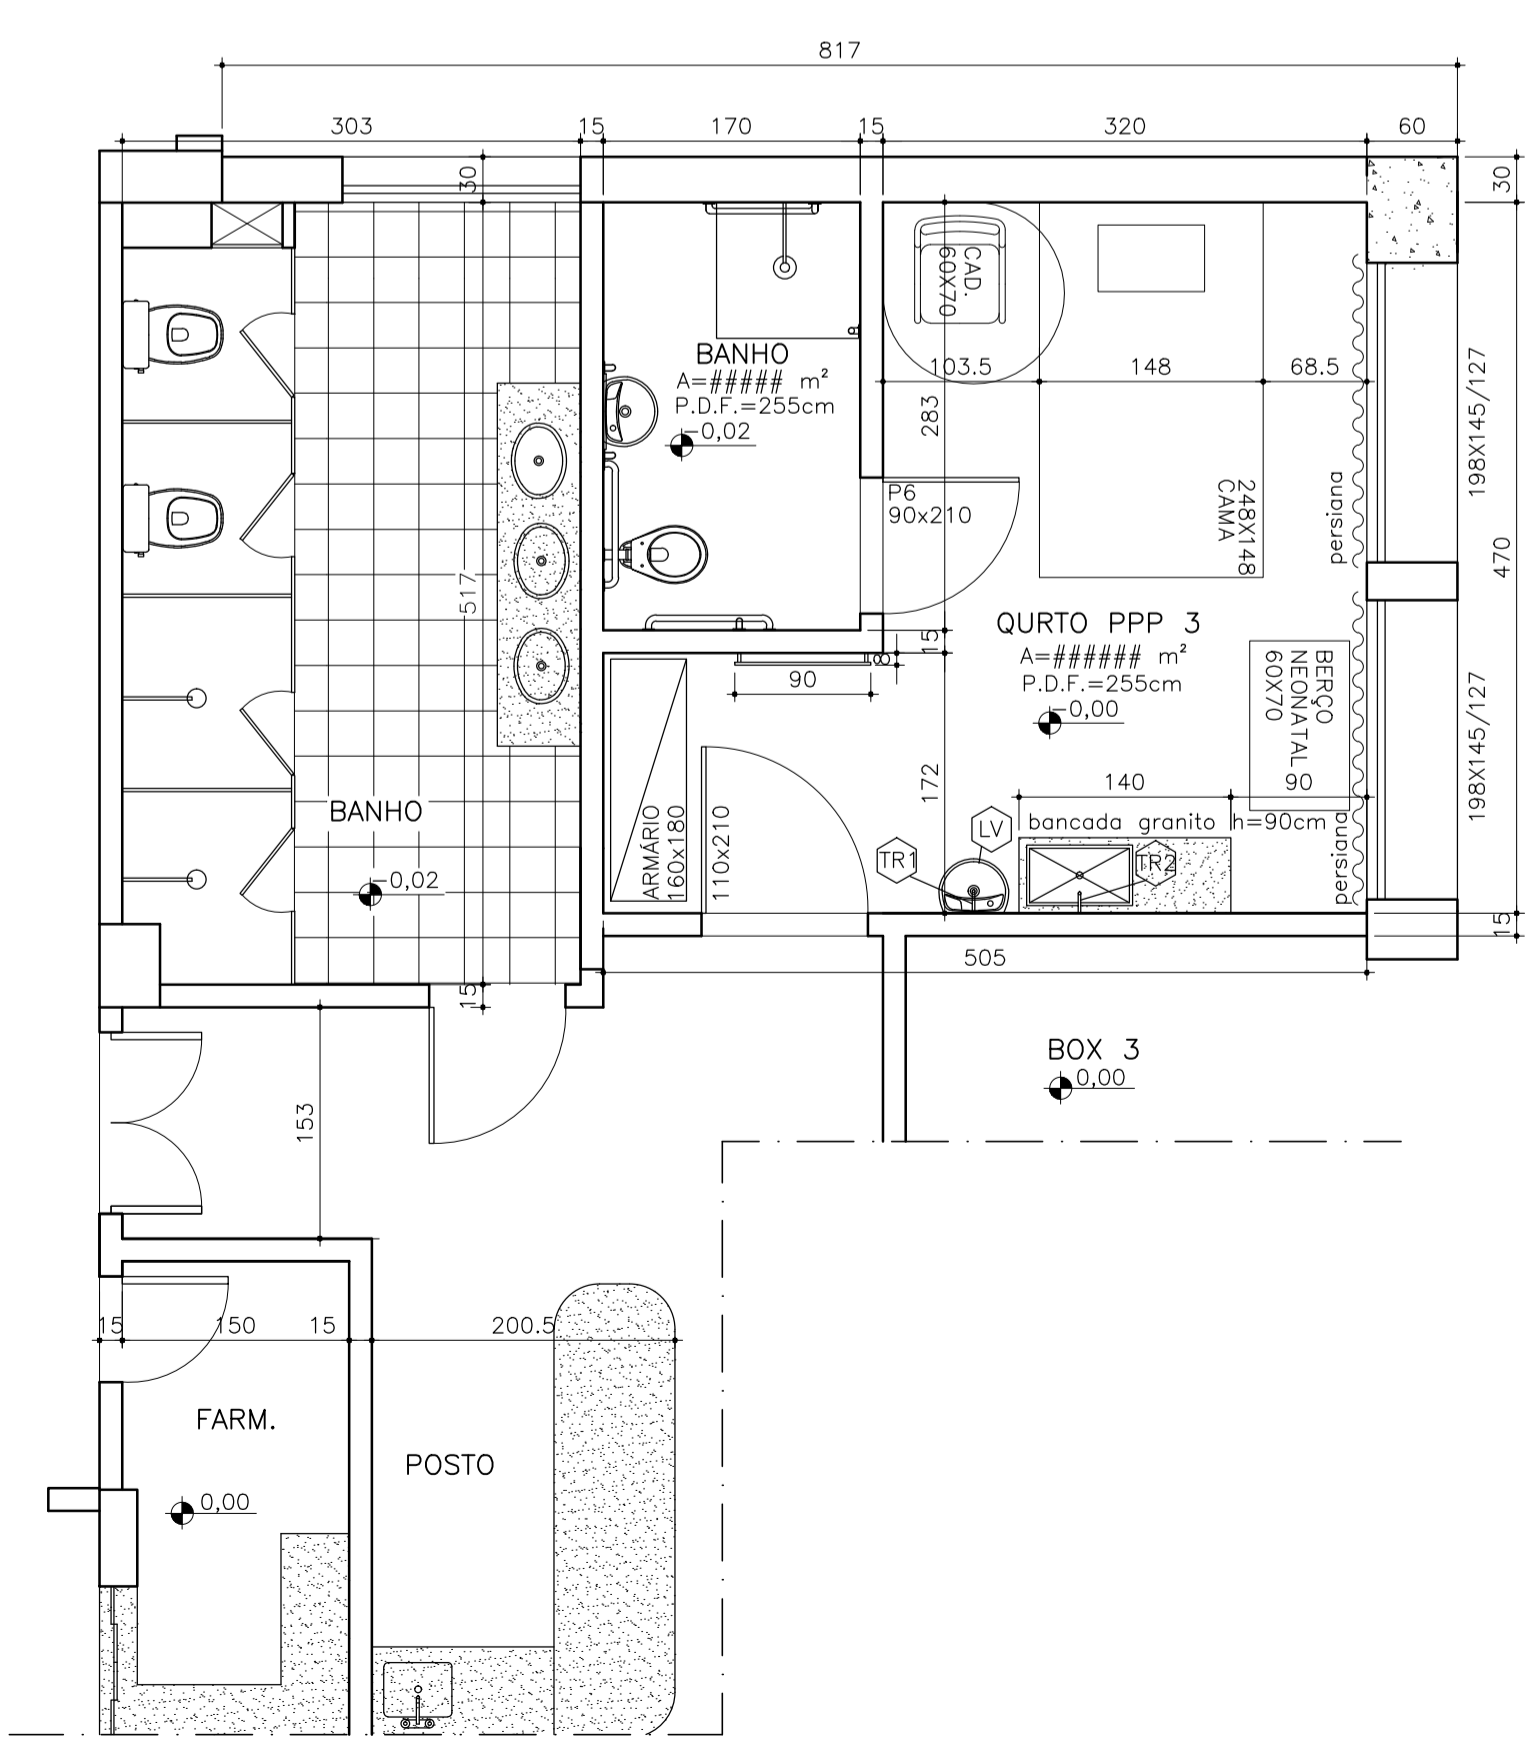 817
303
15
170
15
320
60
30
30
CAD.
60X70
BANHO
A=##### m²
P.D.F.=255cm
-0,02
103.5
148
68.5
283
198X145/127
P6
90x210
248X148
CAMA
persiana
470
517
QURTO PPP 3
A=###### m²
P.D.F.=255cm
-0,00
15
8
90
BERÇO
NEONATAL
60X70
198X145/127
172
140
90
BANHO
-0,02
ARMÁRIO
160x180
110x210
TR1
LV
bancada granito h=90cm
TR2
persiana
15
505
15
BOX 3
0,00
153
15
150
15
200.5
FARM.
POSTO
0,00